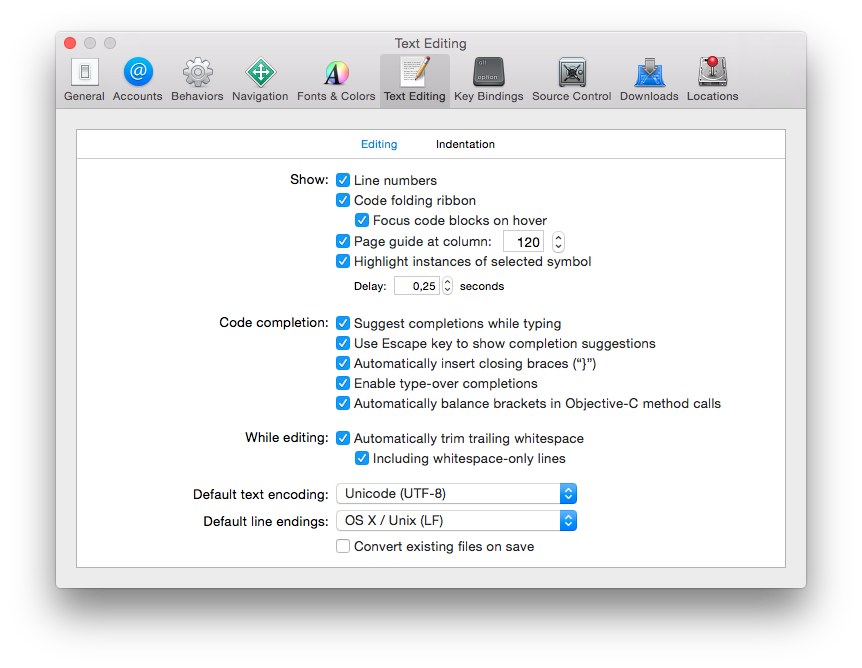 Text Editing
General Accounts Behaviors Navigation Fonts & Colors Text Editing Key Bindings Source Control Downloads Locations
Editing Indentation
Show: Line numbers
Code folding ribbon
Focus code blocks on hover
Page guide at column: 120
Highlight instances of selected symbol
Delay: 0,25 seconds
Code completion: Suggest completions while typing
Use Escape key to show completion suggestions
Automatically insert closing braces (“}”)
Enable type-over completions
Automatically balance brackets in Objective-C method calls
While editing: Automatically trim trailing whitespace
Including whitespace-only lines
Default text encoding: Unicode (UTF-8)
Default line endings: OS X / Unix (LF)
Convert existing files on save